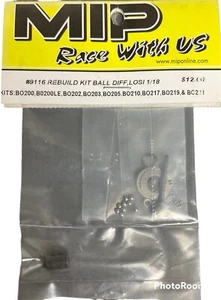 MIP
Race With US
www.miponline.com
#9116 REBUILD KIT BALL DIFF,LOSI 1/18
KITS:BO200,BO200LE,BO202,BO203,BO205,BO210,BO217,BO219,&
PhotoRoom